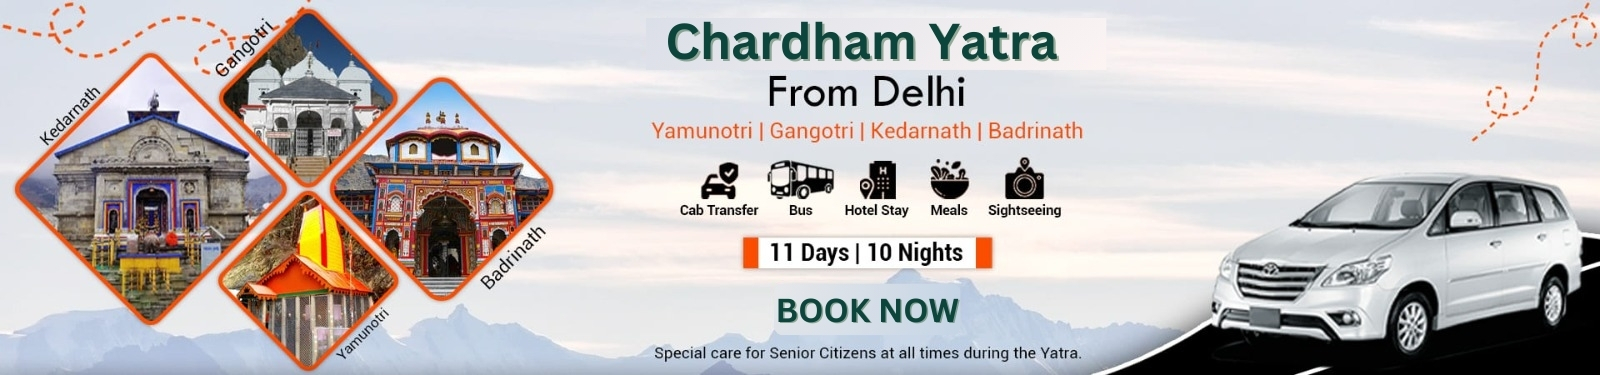 Kedarnath
Gangotri
Badrinath
Yamunotri
Chardham Yatra
From Delhi
Yamunotri | Gangotri | Kedarnath | Badrinath
Cab Transfer Bus Hotel Stay Meals Sightseeing
11 Days | 10 Nights
BOOK NOW
Special care for Senior Citizens at all times during the Yatra.